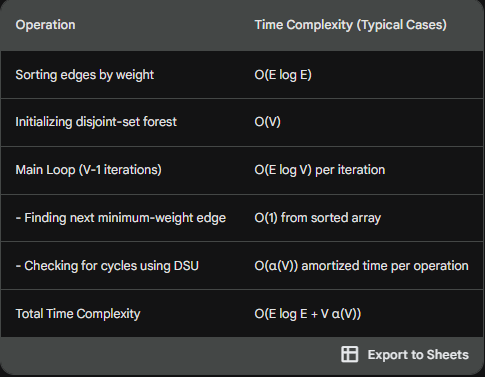 Operation Time Complexity (Typical Cases)
Sorting edges by weight O(E log E)
Initializing disjoint-set forest O(V)
Main Loop (V-1 iterations) O(E log V) per iteration
- Finding next minimum-weight edge O(1) from sorted array
- Checking for cycles using DSU O(α(V)) amortized time per operation
Total Time Complexity O(E log E + V α(V))
Export to Sheets